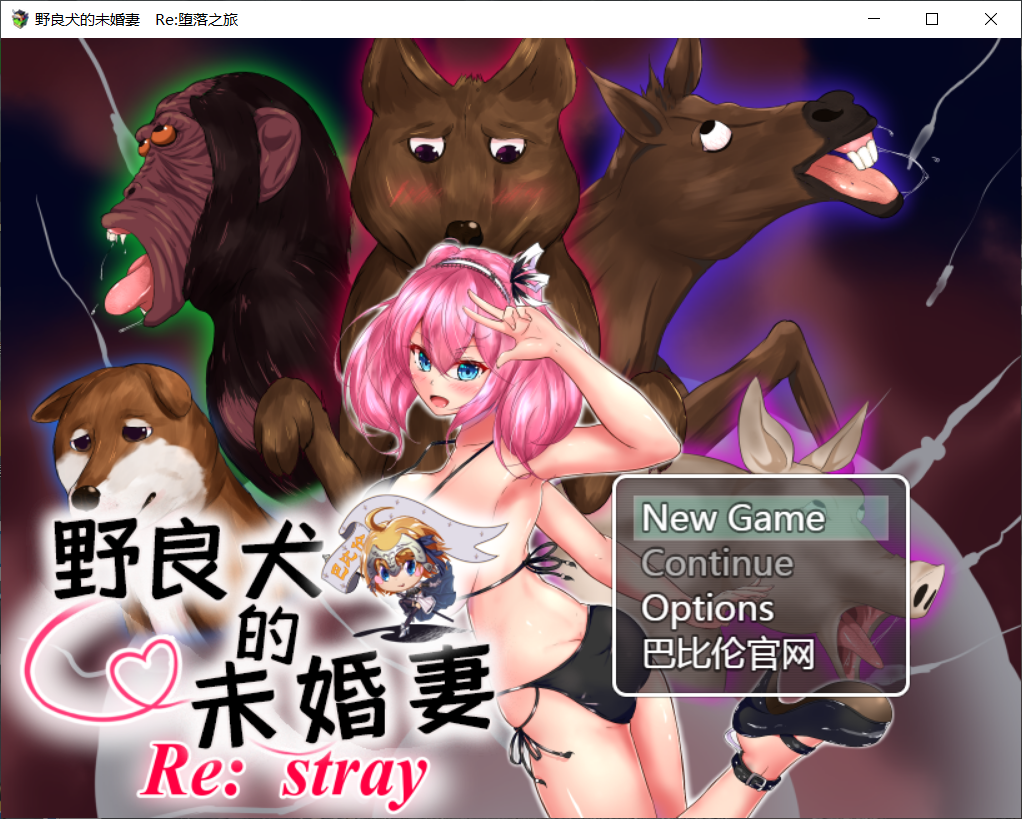 野良犬的未婚妻 Re:堕落之旅
野良犬
的
未婚妻
Re: stray
New Game
Continue
Options
巴比伦官网